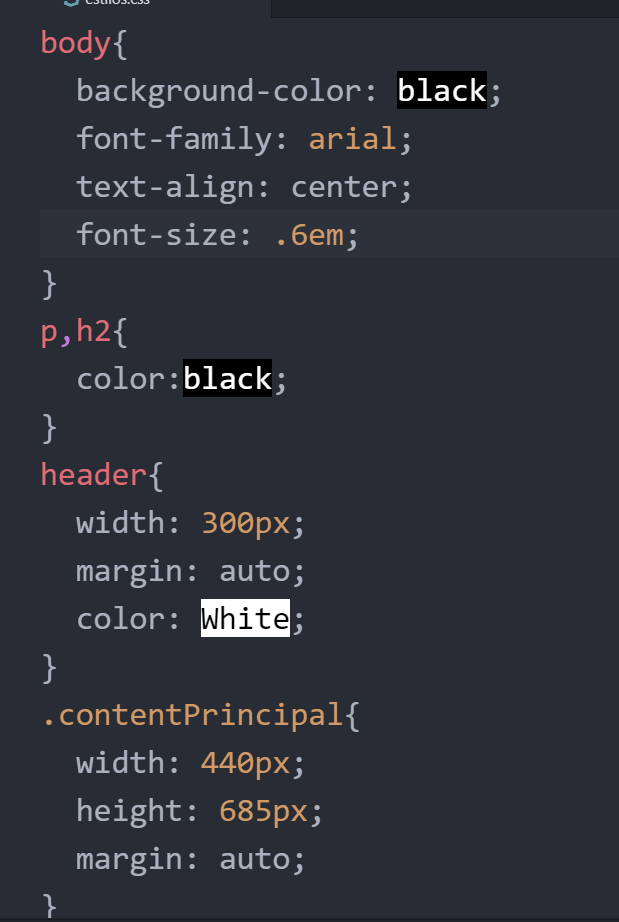 estilos.css
body{
background-color: black;
font-family: arial;
text-align: center;
font-size: .6em;
}
p,h2{
color:black;
}
header{
width: 300px;
margin: auto;
color: White;
}
.contentPrincipal{
width: 440px;
height: 685px;
margin: auto;
}